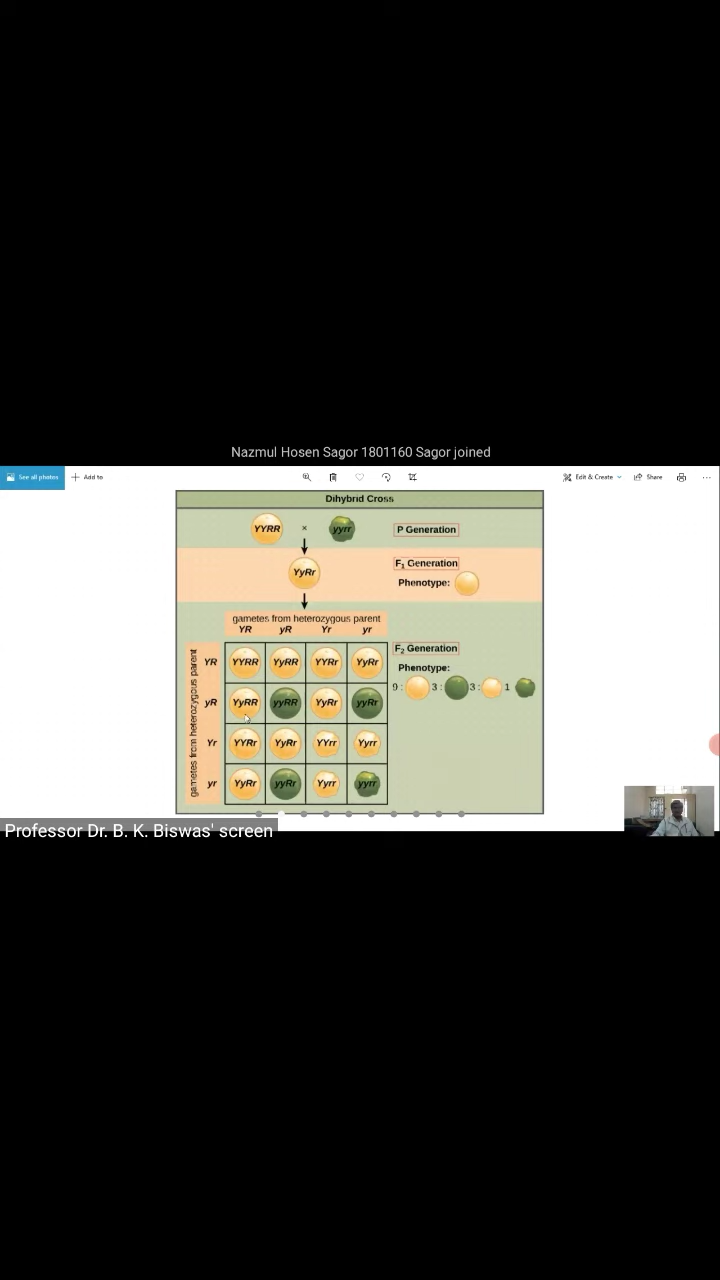 Nazmul Hosen Sagor 1801160 Sagor joined
See all photos
Add to
Edit & Create
Share
Dihybrid Cross
YYRR × yyrr P Generation
YyRr
F₁ Generation
Phenotype:
gametes from heterozygous parent
YR yR Yr yr
gametes from heterozygous parent
YR YYRR YyRR YYRr YyRr
yR YyRR yyRR YyRr yyRr
Yr YYRr YyRr YYrr Yyrr
yr YyRr yyRr Yyrr yyrr
F₂ Generation
Phenotype:
9 : 3 : 3 : 1
Professor Dr. B. K. Biswas' screen